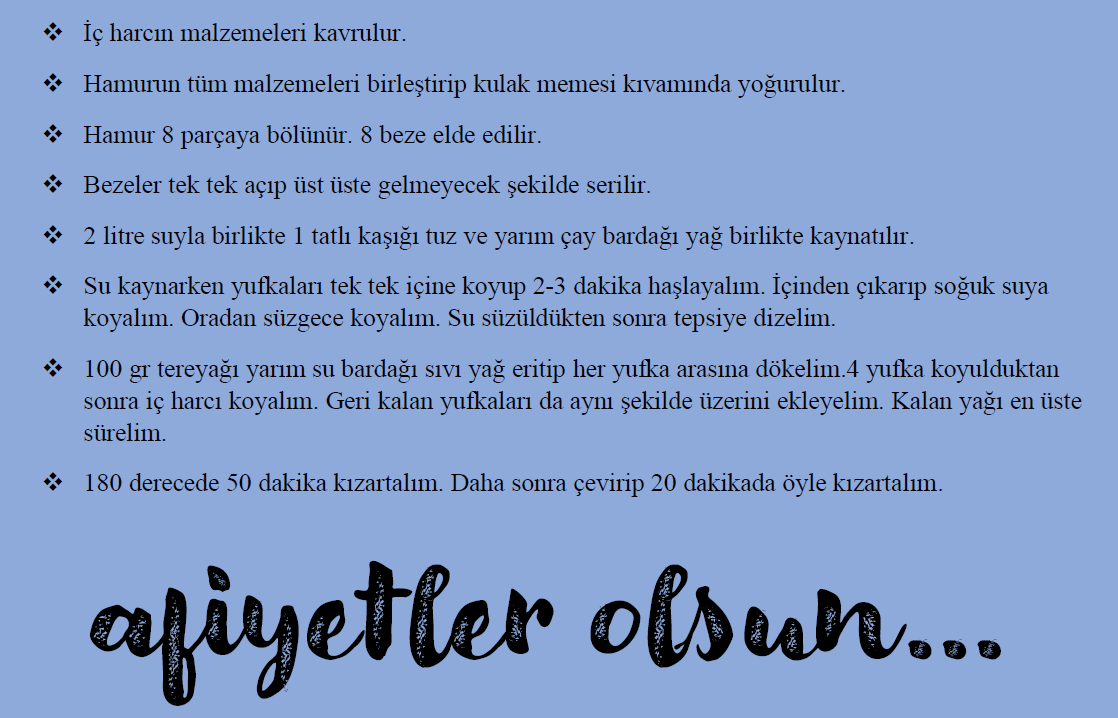 ❖ İç harcın malzemeleri kavrulur.
❖ Hamurun tüm malzemeleri birleştirip kulak memesi kıvamında yoğurulur.
❖ Hamur 8 parçaya bölünür. 8 beze elde edilir.
❖ Bezeler tek tek açıp üst üste gelmeyecek şekilde serilir.
❖ 2 litre suyla birlikte 1 tatlı kaşığı tuz ve yarım çay bardağı yağ birlikte kaynatılır.
❖ Su kaynarken yufkaları tek tek içine koyup 2-3 dakika haşlayalım. İçinden çıkarıp soğuk suya
koyalım. Oradan süzgece koyalım. Su süzüldükten sonra tepsiye dizelim.
❖ 100 gr tereyağı yarım su bardağı sıvı yağ eritip her yufka arasına dökelim.4 yufka koyulduktan
sonra iç harcı koyalım. Geri kalan yufkaları da aynı şekilde üzerini ekleyelim. Kalan yağı en üste
sürelim.
❖ 180 derecede 50 dakika kızartalım. Daha sonra çevirip 20 dakikada öyle kızartalım.
afiyetler olsun...